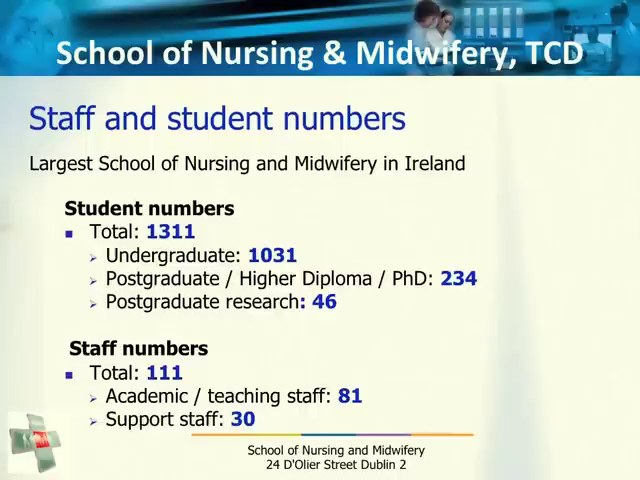 School of Nursing & Midwifery, TCD
Staff and student numbers
Largest School of Nursing and Midwifery in Ireland
Student numbers
Total: 1311
Undergraduate: 1031
Postgraduate / Higher Diploma / PhD: 234
Postgraduate research: 46
Staff numbers
Total: 111
Academic / teaching staff: 81
Support staff: 30
School of Nursing and Midwifery
24 D'Olier Street Dublin 2